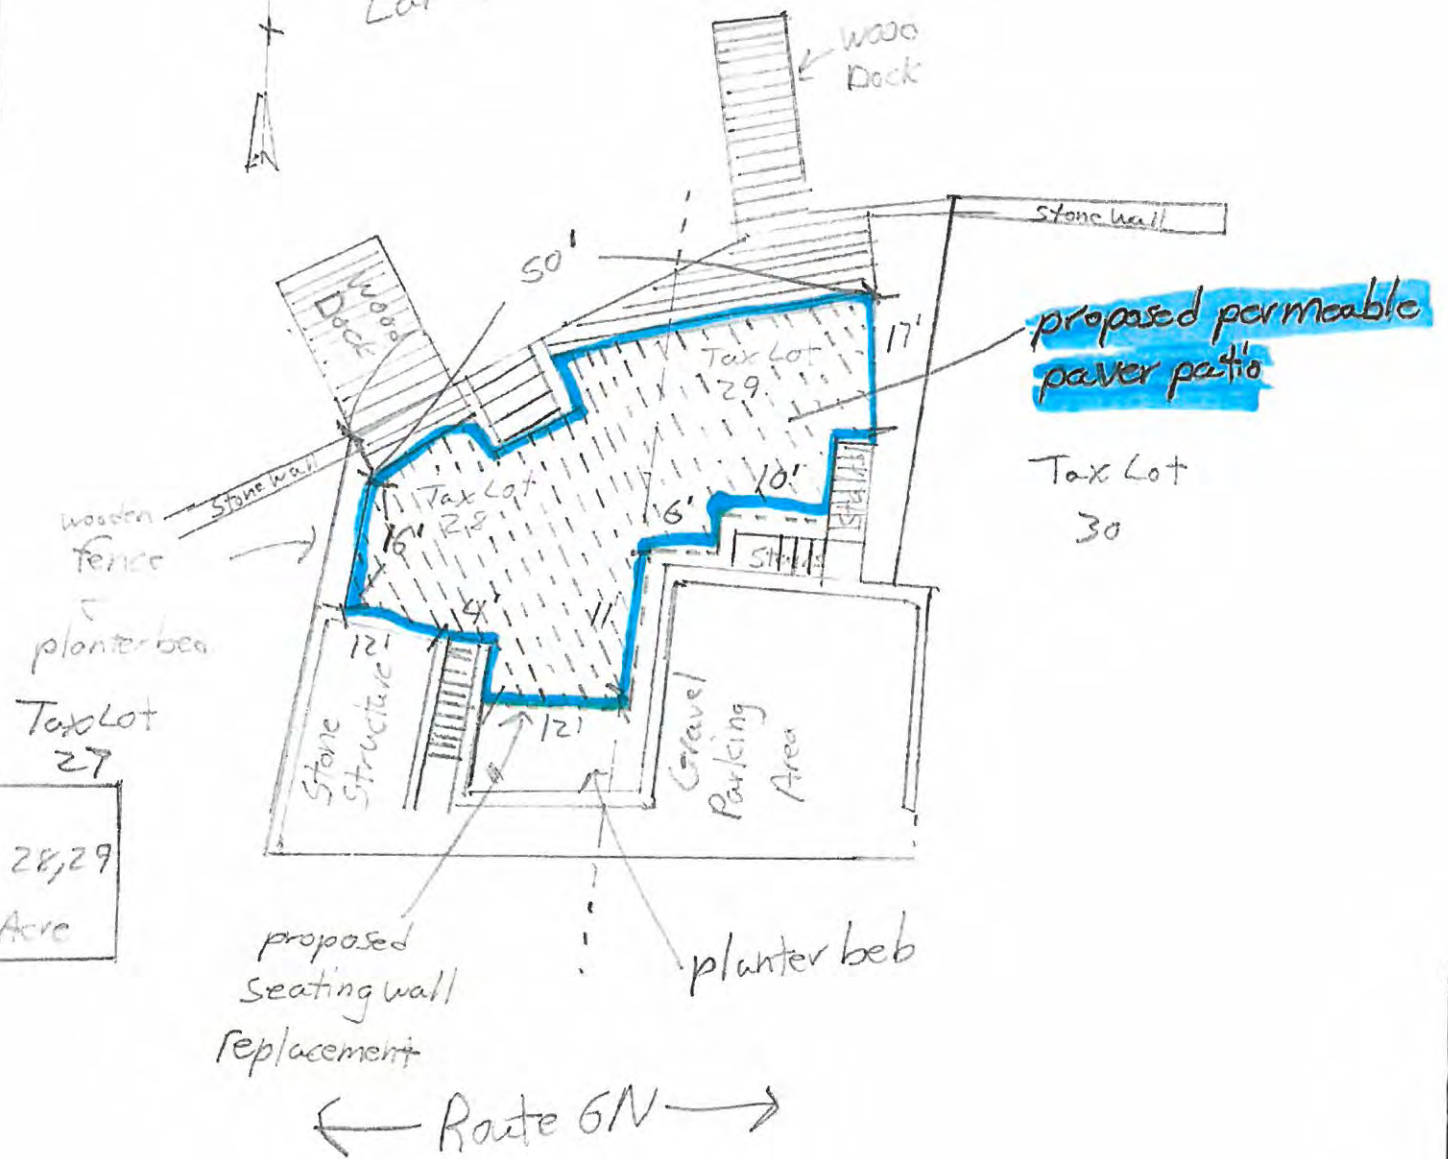 Wood
Dock
Stone wall
50'
Wood
Dock
proposed permeable
paver patio
17'
Tax Lot
29
Tax Lot
30
Stone wall
Tax Lot
28
10'
6'
Stairs
Stairs
wooden
fence
planter bed
16'
4'
11
12'
12'
Tax Lot
27
Stone
Structure
Gravel
Parking
Area
28,29
Acre
proposed
seating wall
replacement
planter beb
Route 6N